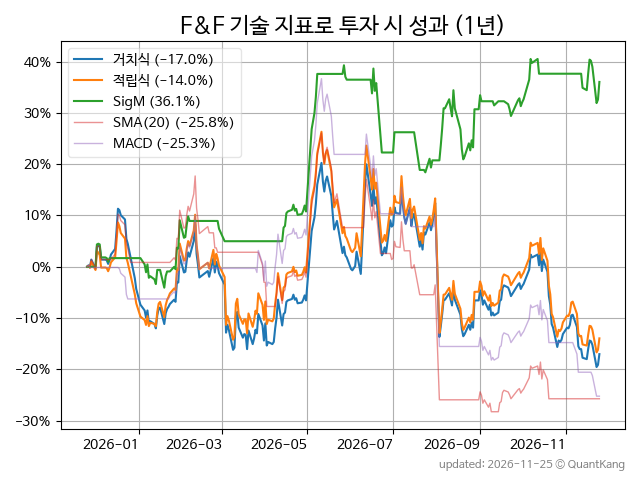 F&F 기술 지표로 투자 시 성과 (1년)
거치식 (-17.0%)
적립식 (-14.0%)
SigM (36.1%)
SMA(20) (-25.8%)
MACD (-25.3%)
40%
30%
20%
10%
0%
-10%
-20%
-30%
2026-01 2026-03 2026-05 2026-07 2026-09 2026-11
updated: 2026-11-25 © QuantKang